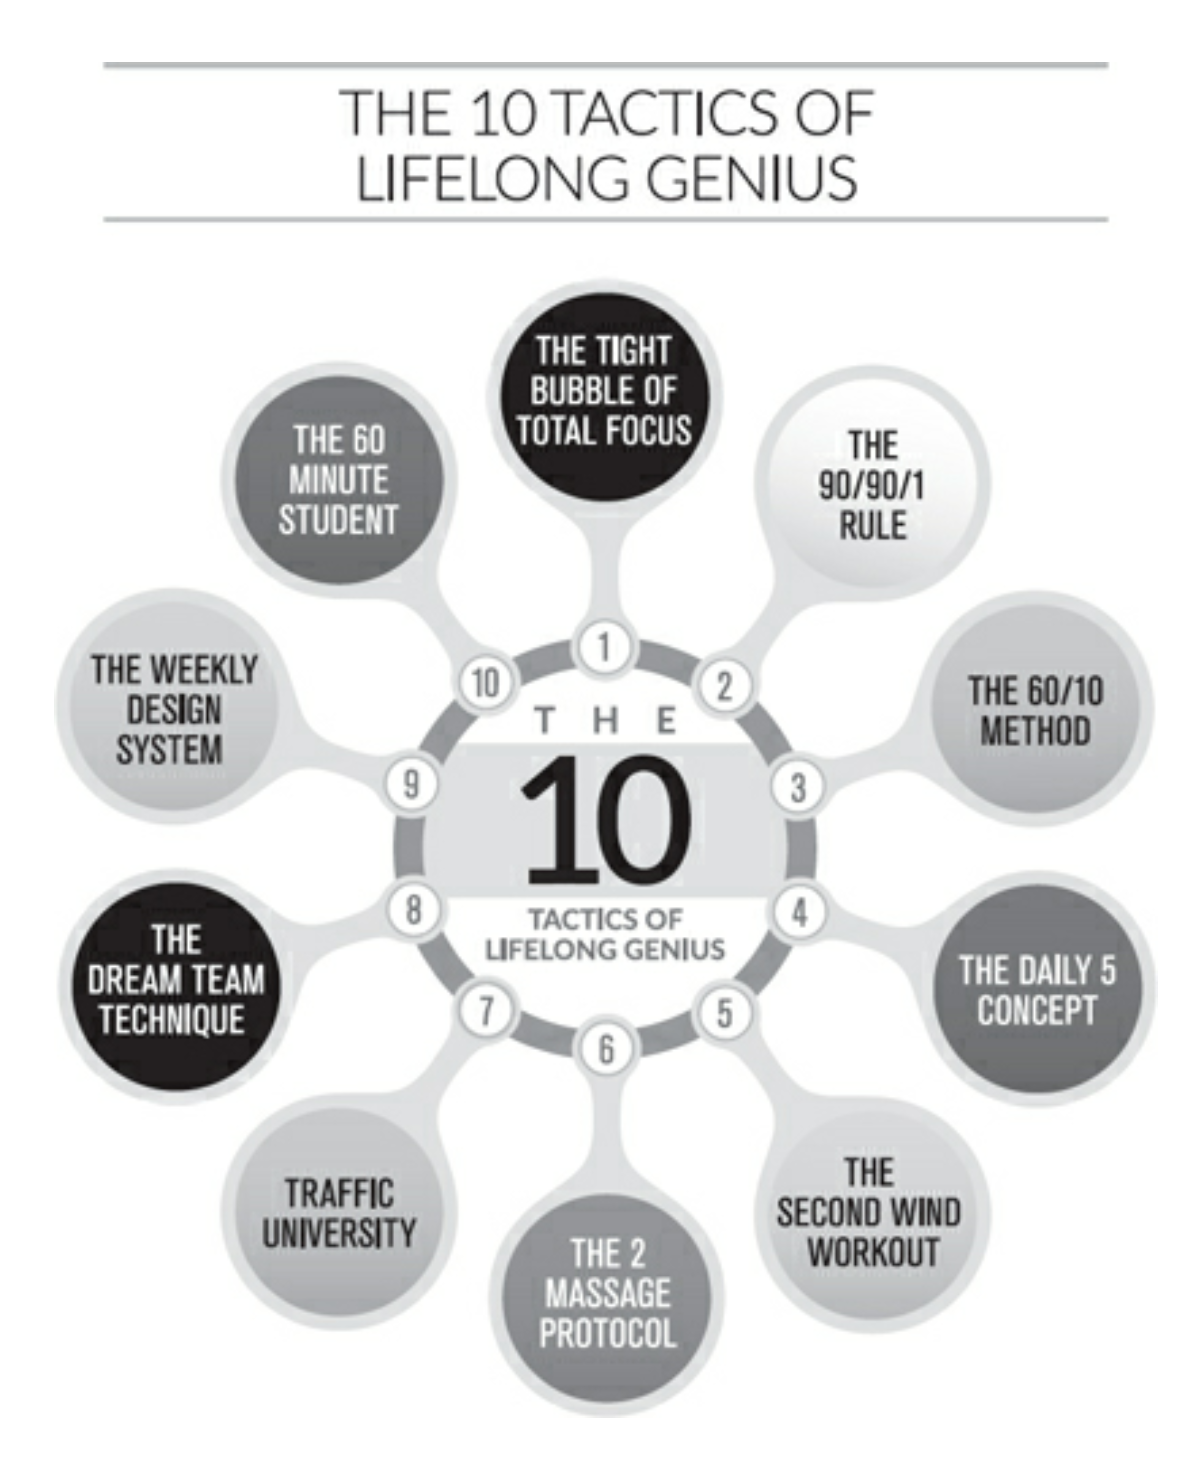 THE 10 TACTICS OF
LIFELONG GENIUS
THE TIGHT
BUBBLE OF
TOTAL FOCUS
THE
90/90/1
RULE
THE 60/10
METHOD
THE DAILY 5
CONCEPT
THE
SECOND WIND
WORKOUT
THE 2
MASSAGE
PROTOCOL
TRAFFIC
UNIVERSITY
THE
DREAM TEAM
TECHNIQUE
THE WEEKLY
DESIGN
SYSTEM
THE 60
MINUTE
STUDENT
1
2
3
4
5
6
7
8
9
10
THE
10
TACTICS OF
LIFELONG GENIUS